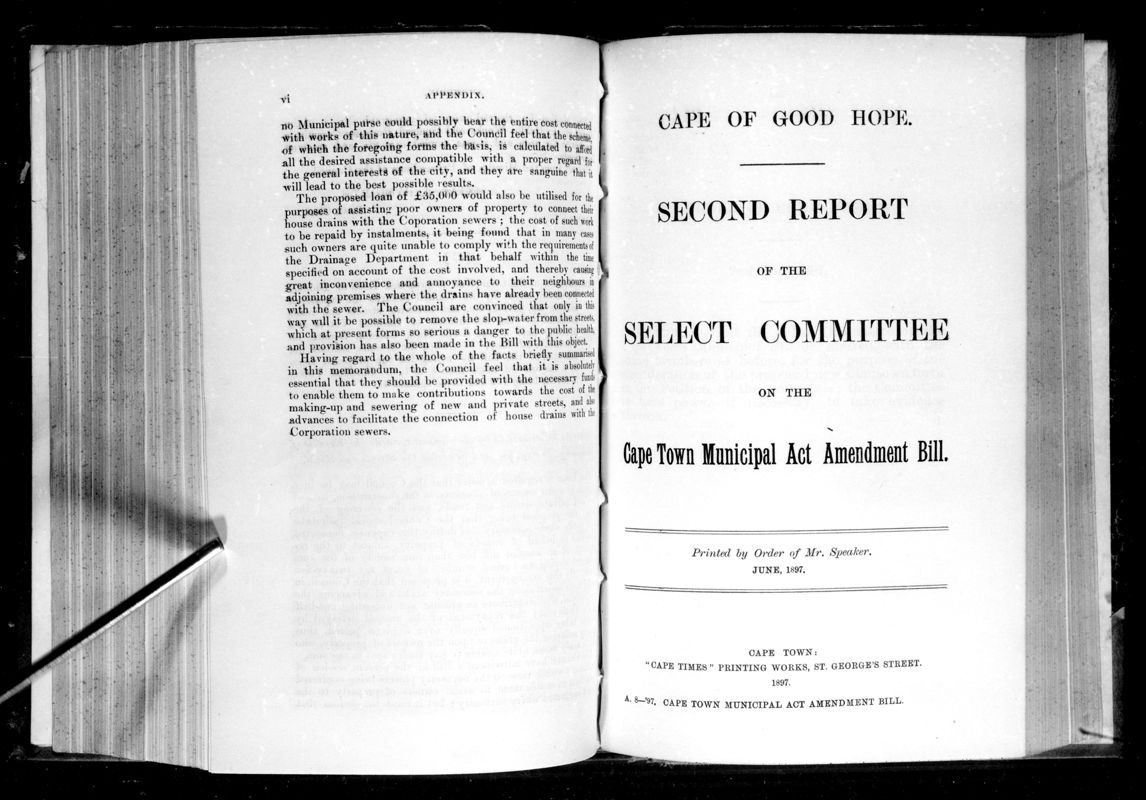 vi APPENDIX.
no Municipal purse could possibly bear the entire cost connected
with works of this nature, and the Council feel that the scheme,
of which the foregoing forms the basis, is calculated to afford
all the desired assistance compatible with a proper regard for
the general interests of the city, and they are sanguine that it
will lead to the best possible results.
The proposed loan of £35,000 would also be utilised for the
purposes of assisting poor owners of property to connect their
house drains with the Coporation sewers ; the cost of such work
to be repaid by instalments, it being found that in many cases
such owners are quite unable to comply with the requirements of
the Drainage Department in that behalf within the time
specified on account of the cost involved, and thereby causing
great inconvenience and annoyance to their neighbours in
adjoining premises where the drains have already been connected
with the sewer. The Council are convinced that only in this
way will it be possible to remove the slop-water from the streets,
which at present forms so serious a danger to the public health,
and provision has also been made in the Bill with this object.
Having regard to the whole of the facts briefly summarised
in this memorandum, the Council feel that it is absolutely
essential that they should be provided with the necessary funds
to enable them to make contributions towards the cost of the
making-up and sewering of new and private streets, and also
advances to facilitate the connection of house drains with the
Corporation sewers.
CAPE OF GOOD HOPE.
SECOND REPORT
OF THE
SELECT COMMITTEE
ON THE
Cape Town Municipal Act Amendment Bill.
Printed by Order of Mr. Speaker.
JUNE, 1897.
CAPE TOWN:
"CAPE TIMES" PRINTING WORKS, ST. GEORGE'S STREET.
1897.
A. 8—'97. CAPE TOWN MUNICIPAL ACT AMENDMENT BILL.